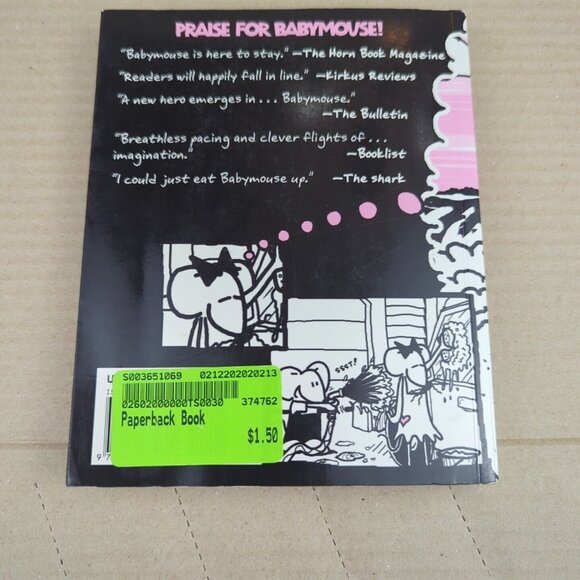 PRAISE FOR BABYMOUSE!
"Babymouse is here to stay." —The Horn Book Magazine
"Readers will happily fall in line." —Kirkus Reviews
"A new hero emerges in . . . Babymouse."
—The Bulletin
"Breathless pacing and clever flights of . . .
imagination." —Booklist
"I could just eat Babymouse up." —The shark
SSST!
U
S003651069 0212202020213
02602000000TS0030 374762
Paperback Book
$1.50
9